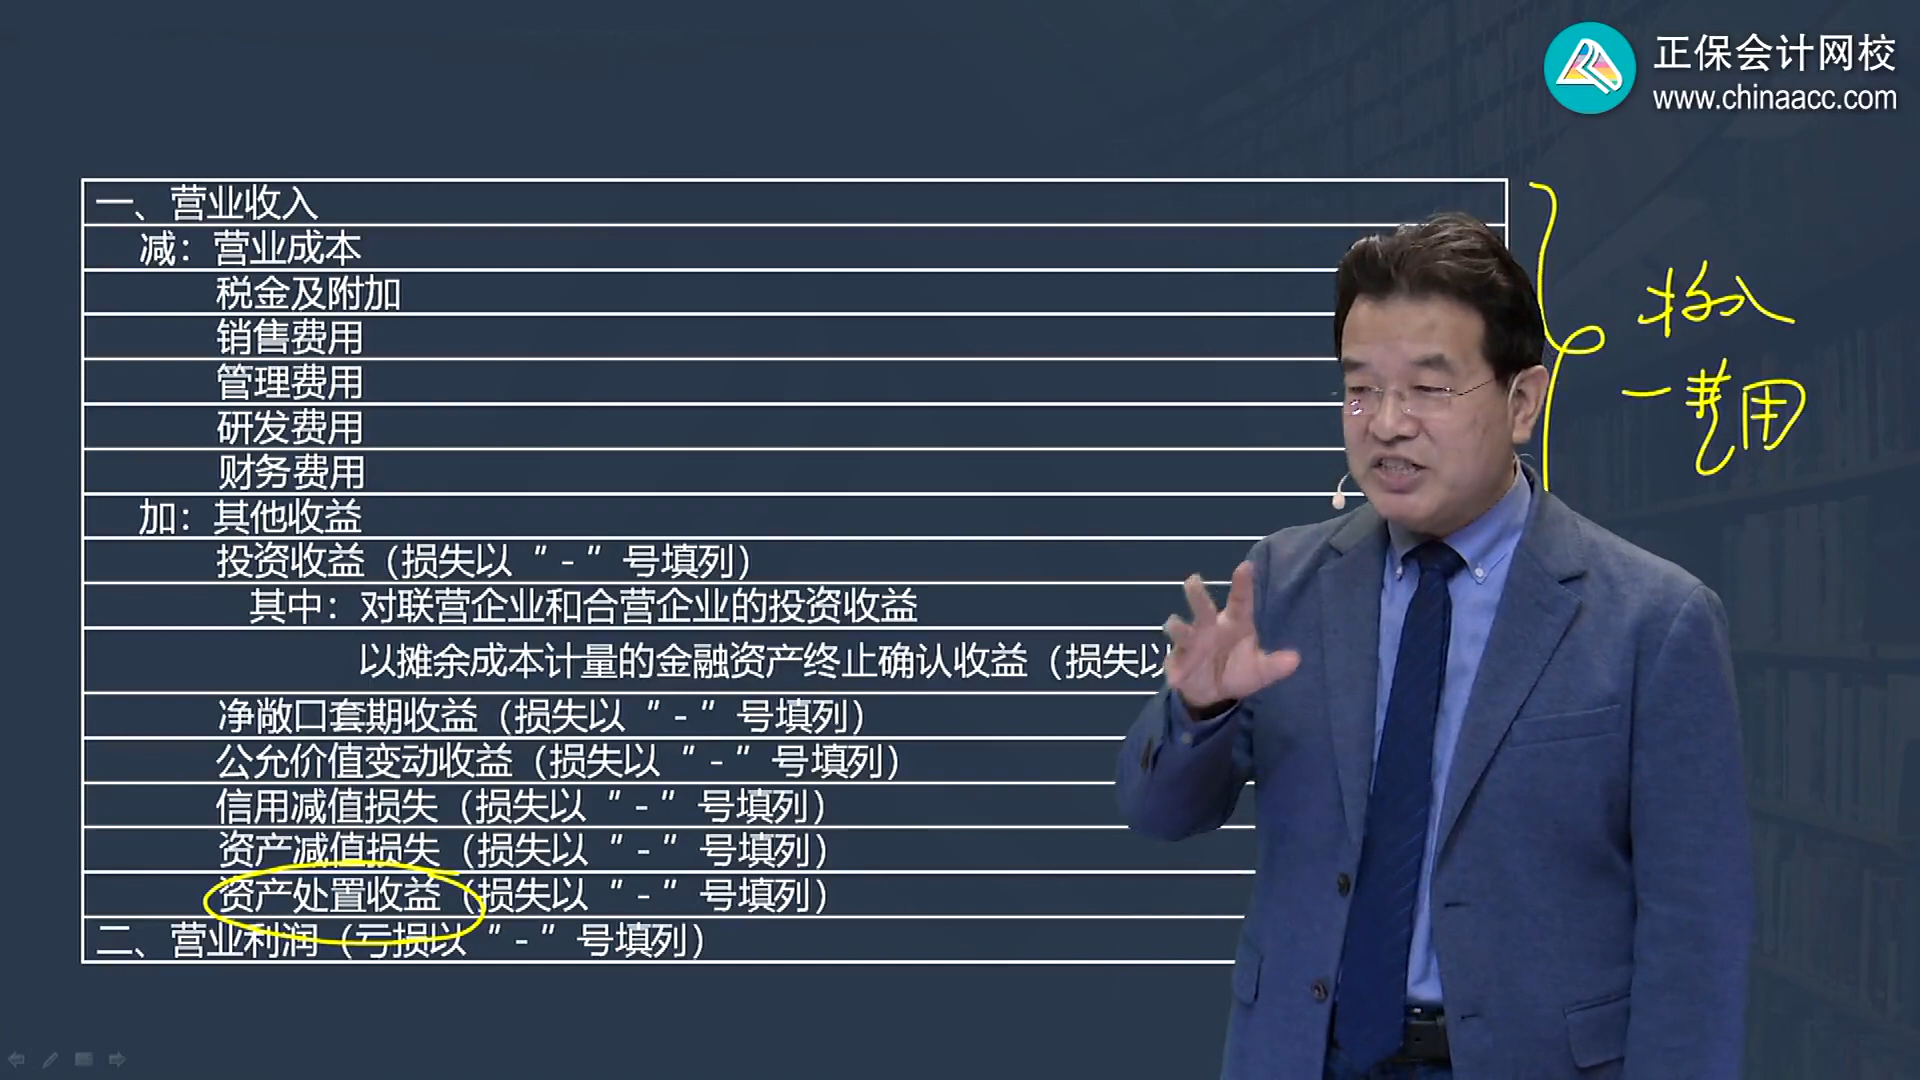 正保会计网校
www.chinaacc.com
一、营业收入
减：营业成本
税金及附加
销售费用
管理费用
研发费用
财务费用
加：其他收益
投资收益（损失以“-”号填列）
其中：对联营企业和合营企业的投资收益
以摊余成本计量的金融资产终止确认收益（损失以
净敞口套期收益（损失以“-”号填列）
公允价值变动收益（损失以“-”号填列）
信用减值损失（损失以“-”号填列）
资产减值损失（损失以“-”号填列）
资产处置收益（损失以“-”号填列）
二、营业利润（亏损以“-”号填列）
入
一费用